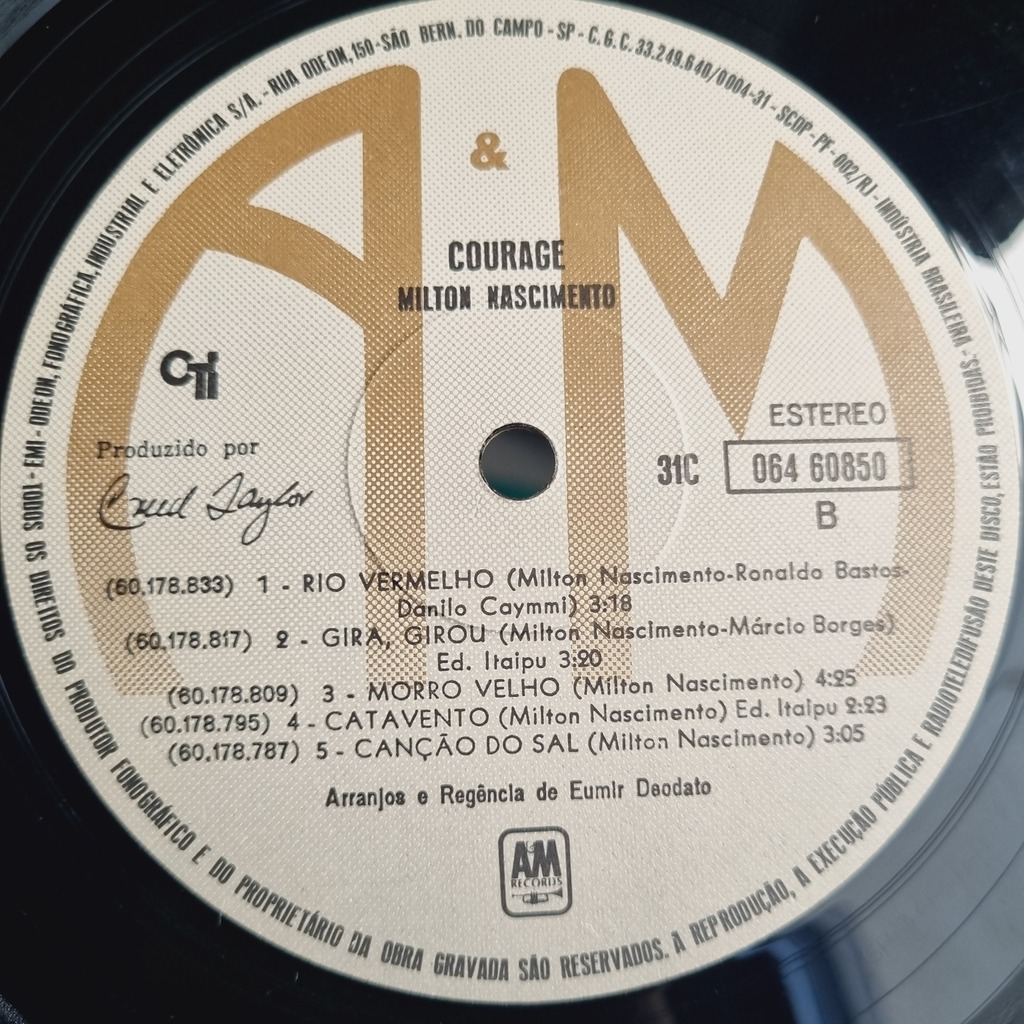 EMI - ODEON, FONOGRÁFICA, INDUSTRIAL E ELETRÔNICA S/A. - RUA ODEON, 150 - SÃO BERN. DO CAMPO - SP - C.G.C. 33.249.640/0004-31 - SCDP-PF-002/RJ - INDÚSTRIA BRASILEIRA - TODOS OS DIREITOS DO PRODUTOR FONOGRÁFICO E DO PROPRIETÁRIO DA OBRA GRAVADA SÃO RESERVADOS. A REPRODUÇÃO, A EXECUÇÃO PÚBLICA E RADIOTELEDIFUSÃO DESTE DISCO, ESTÃO PROIBIDAS.
A & M
COURAGE
MILTON NASCIMENTO
CTi
ESTEREO
Produzido por
Creed Taylor
31C 064 60850
B
(60.178.833) 1 - RIO VERMELHO (Milton Nascimento-Ronaldo Bastos-
Danilo Caymmi) 3:18
(60.178.817) 2 - GIRA, GIROU (Milton Nascimento-Márcio Borges)
Ed. Itaipu 3:20
(60.178.809) 3 - MORRO VELHO (Milton Nascimento) 4:25
(60.178.795) 4 - CATAVENTO (Milton Nascimento) Ed. Itaipu 2:23
(60.178.787) 5 - CANÇÃO DO SAL (Milton Nascimento) 3:05
Arranjos e Regência de Eumir Deodato
A&M
RECORDS